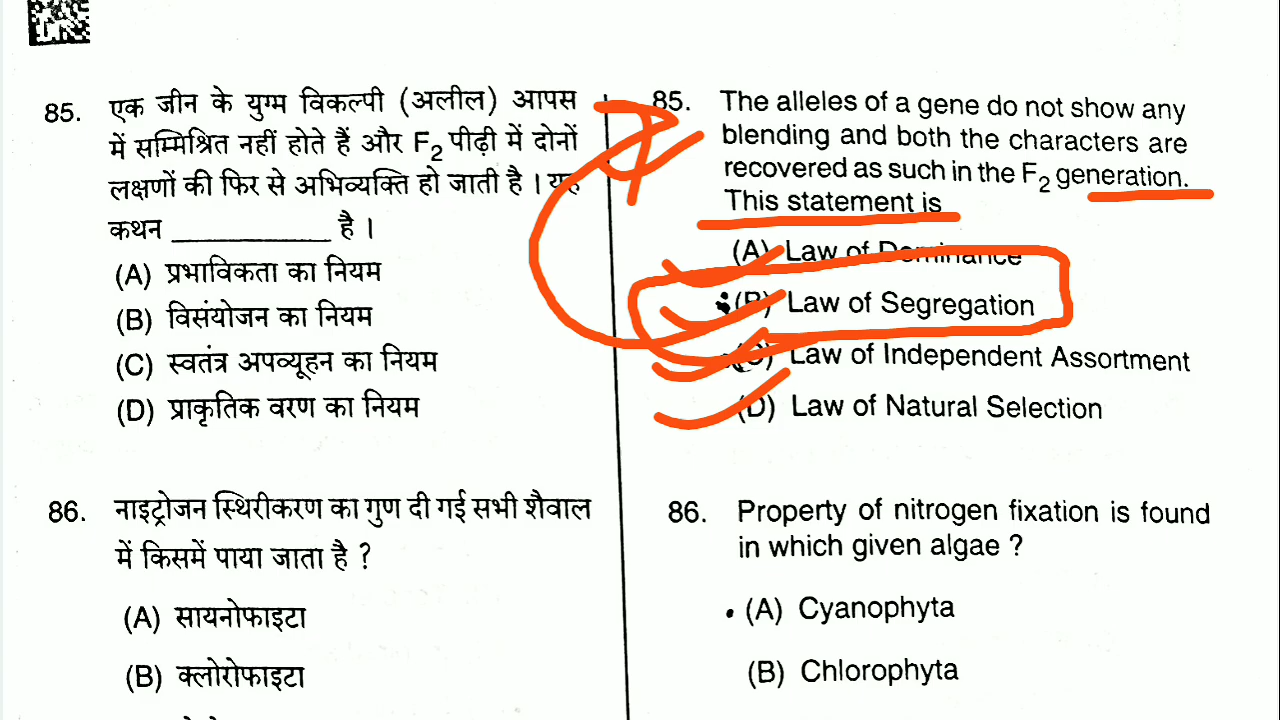 85. एक जीन के युग्म विकल्पी (अलील) आपस
में सम्मिश्रित नहीं होते हैं और F₂ पीढ़ी में दोनों
लक्षणों की फिर से अभिव्यक्ति हो जाती है । यह
कथन ____________ है ।
(A) प्रभाविकता का नियम
(B) विसंयोजन का नियम
(C) स्वतंत्र अपव्यूहन का नियम
(D) प्राकृतिक वरण का नियम
86. नाइट्रोजन स्थिरीकरण का गुण दी गई सभी शैवाल
में किसमें पाया जाता है ?
(A) सायनोफाइटा
(B) क्लोरोफाइटा
85. The alleles of a gene do not show any
blending and both the characters are
recovered as such in the F₂ generation.
This statement is
(A) Law of Dominance
(B) Law of Segregation
(C) Law of Independent Assortment
(D) Law of Natural Selection
86. Property of nitrogen fixation is found
in which given algae ?
(A) Cyanophyta
(B) Chlorophyta